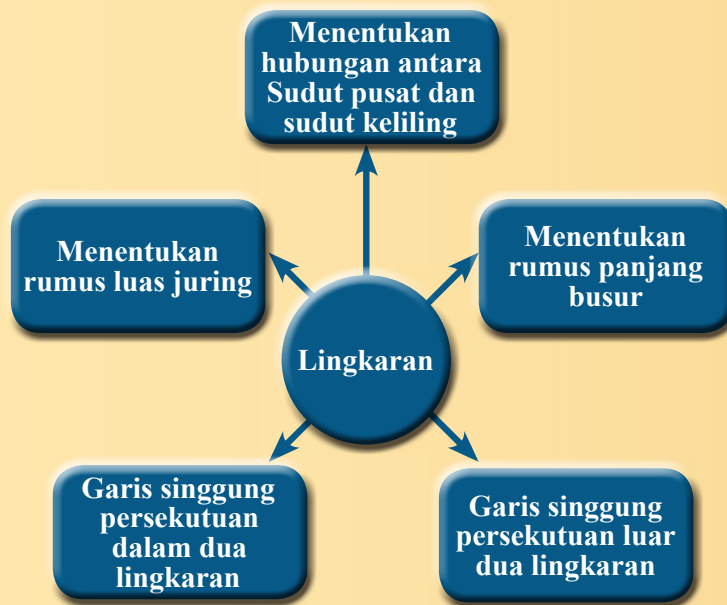 Menentukan
hubungan antara
Sudut pusat dan
sudut keliling
Menentukan
rumus luas juring
Menentukan
rumus panjang
busur
Lingkaran
Garis singgung
persekutuan
dalam dua
lingkaran
Garis singgung
persekutuan luar
dua lingkaran